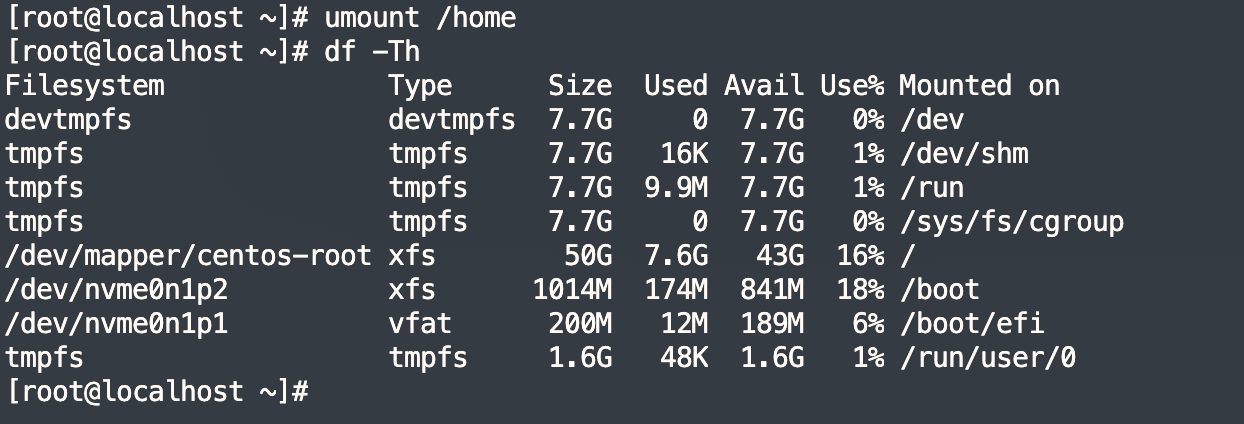 [root@localhost ~]# umount /home
[root@localhost ~]# df -Th
Filesystem              Type      Size  Used Avail Use% Mounted on
devtmpfs                devtmpfs  7.7G     0  7.7G   0% /dev
tmpfs                   tmpfs     7.7G   16K  7.7G   1% /dev/shm
tmpfs                   tmpfs     7.7G  9.9M  7.7G   1% /run
tmpfs                   tmpfs     7.7G     0  7.7G   0% /sys/fs/cgroup
/dev/mapper/centos-root xfs        50G  7.6G   43G  16% /
/dev/nvme0n1p2          xfs      1014M  174M  841M  18% /boot
/dev/nvme0n1p1          vfat      200M   12M  189M   6% /boot/efi
tmpfs                   tmpfs     1.6G   48K  1.6G   1% /run/user/0
[root@localhost ~]#